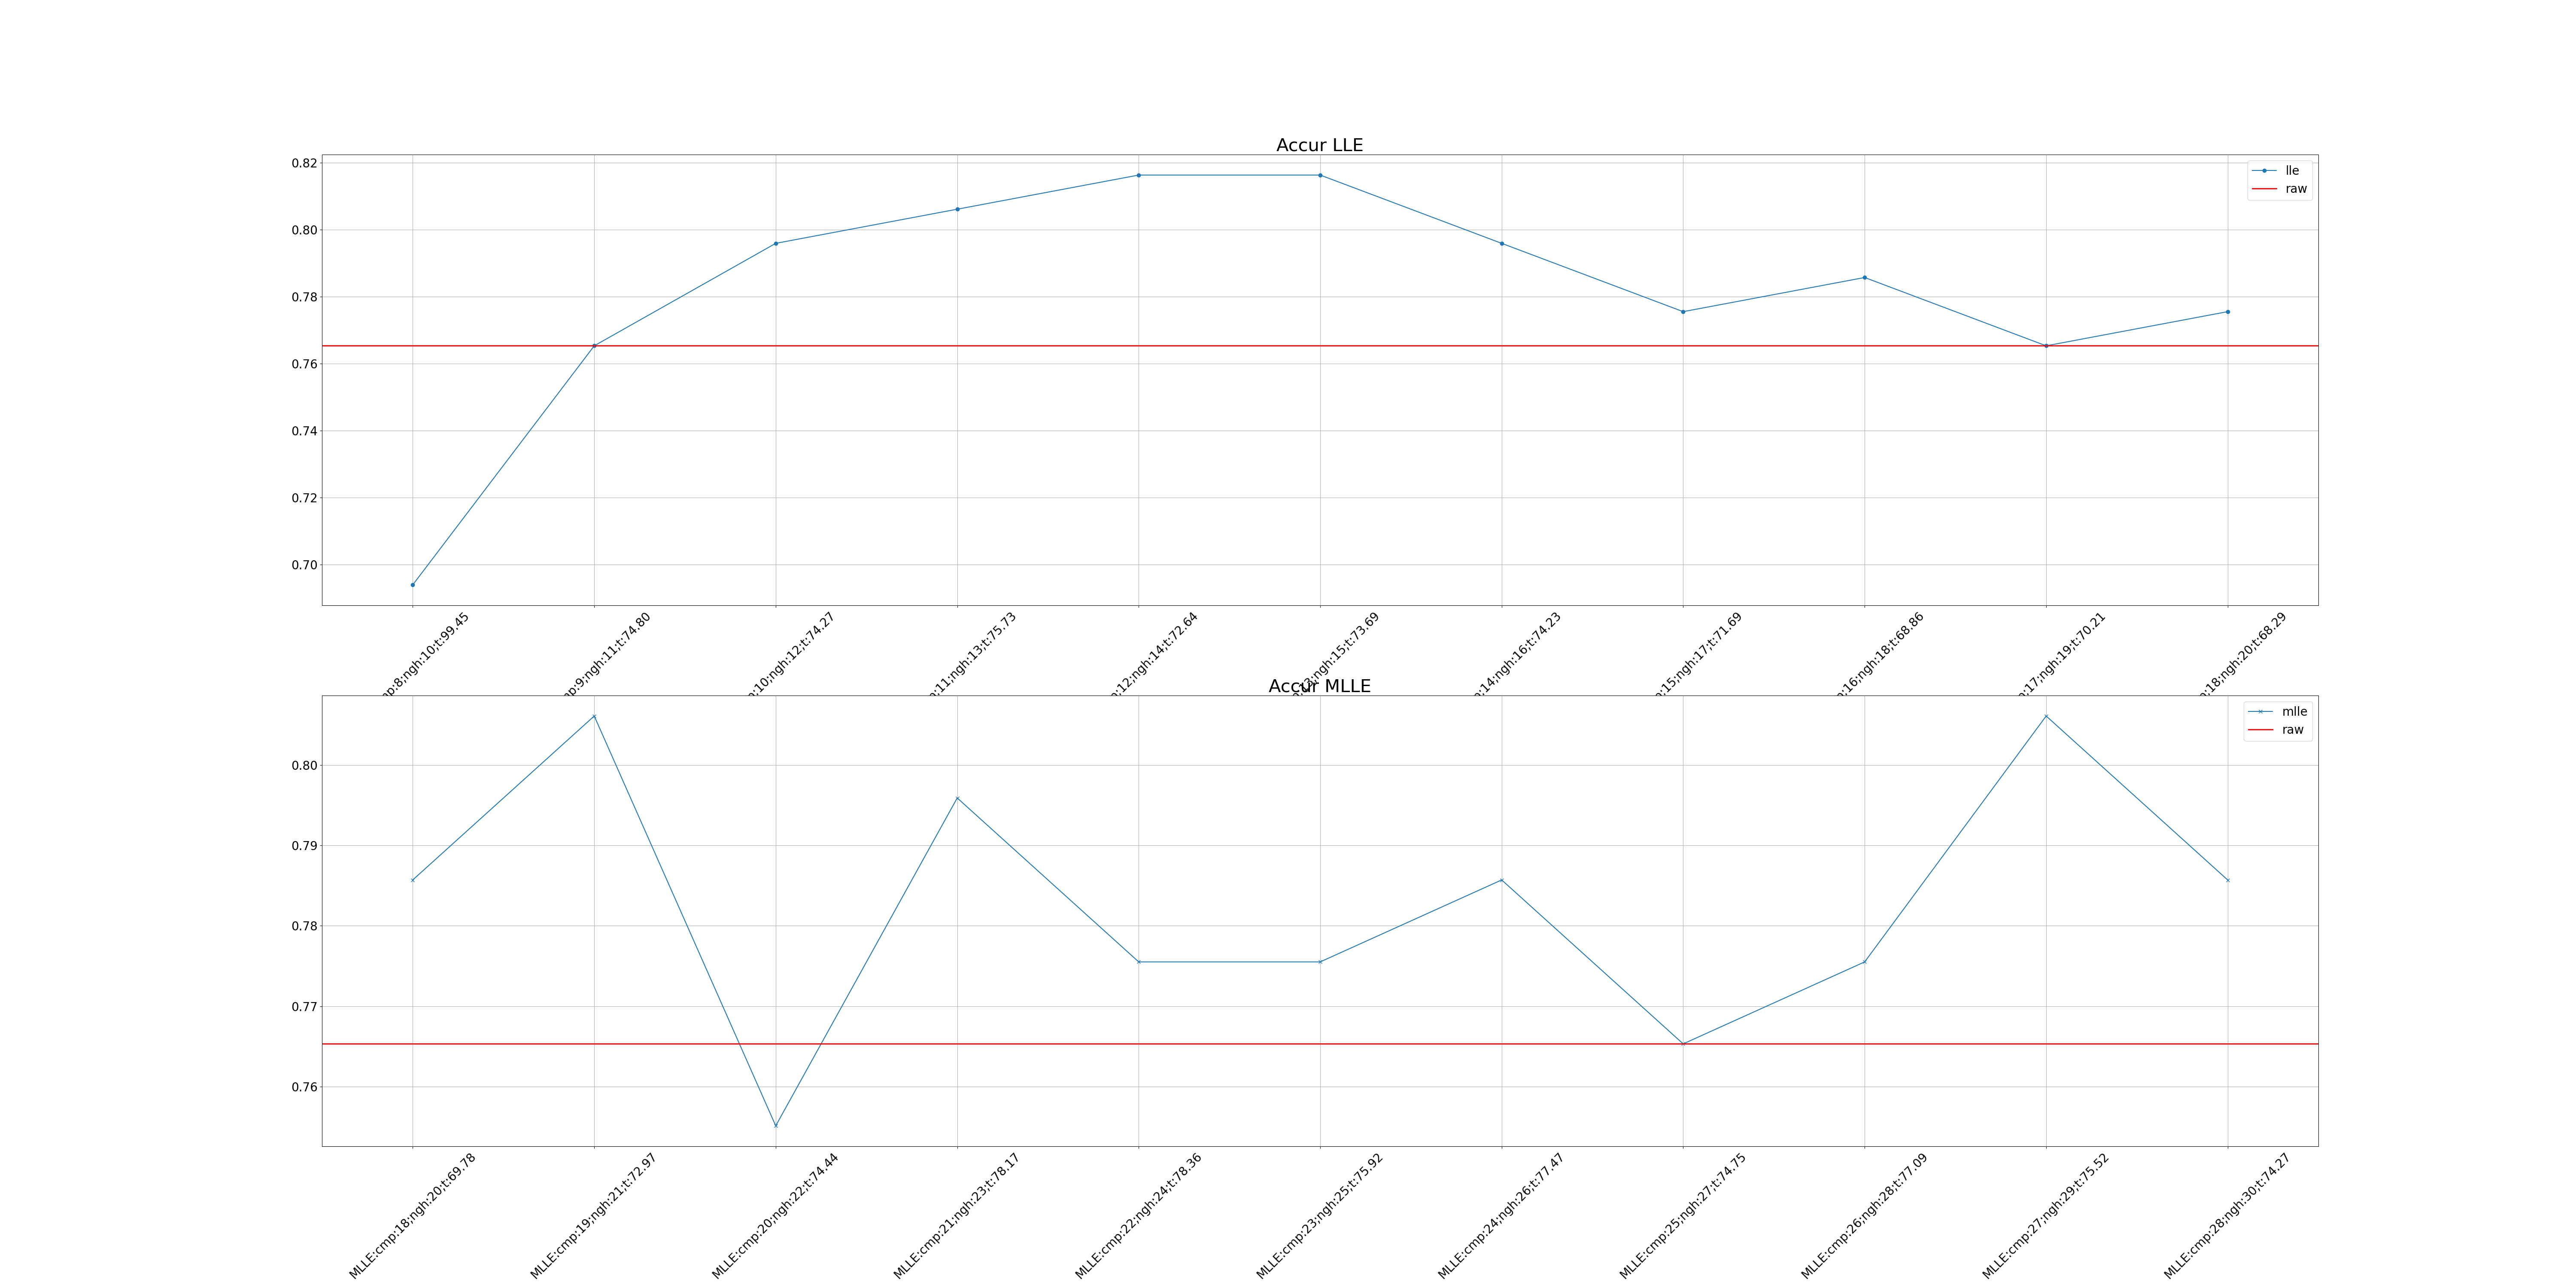 Accur LLE
0.82
0.80
0.78
0.76
0.74
0.72
0.70
lle
raw
p:8;ngh:10;t:99.45
p:9;ngh:11;t:74.80
:10;ngh:12;t:74.27
:11;ngh:13;t:75.73
:12;ngh:14;t:72.64
:13;ngh:15;t:73.69
:14;ngh:16;t:74.23
:15;ngh:17;t:71.69
:16;ngh:18;t:68.86
:17;ngh:19;t:70.21
:18;ngh:20;t:68.29
Accur MLLE
0.80
0.79
0.78
0.77
0.76
mlle
raw
MLLE:cmp:18;ngh:20;t:69.78
MLLE:cmp:19;ngh:21;t:72.97
MLLE:cmp:20;ngh:22;t:74.44
MLLE:cmp:21;ngh:23;t:78.17
MLLE:cmp:22;ngh:24;t:78.36
MLLE:cmp:23;ngh:25;t:75.92
MLLE:cmp:24;ngh:26;t:77.47
MLLE:cmp:25;ngh:27;t:74.75
MLLE:cmp:26;ngh:28;t:77.09
MLLE:cmp:27;ngh:29;t:75.52
MLLE:cmp:28;ngh:30;t:74.27